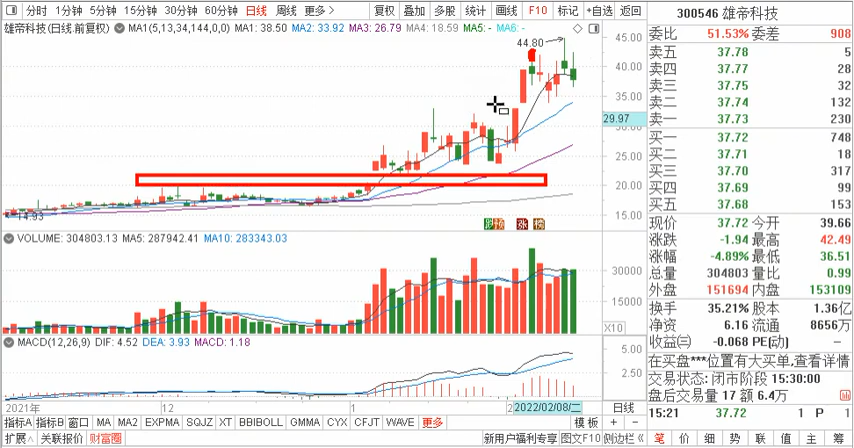 分时 1分钟 5分钟 15分钟 30分钟 60分钟 日线 周线 更多> 复权 叠加 多股 统计 画线 F10 标记 +自选 返回
雄帝科技(日线.前复权) MA1(5,13,34,144,0,0) MA1: 38.50 MA2: 33.92 MA3: 26.79 MA4: 18.59 MA5: - MA6: -
44.80
45.00
40.00
35.00
29.97
30.00
25.00
20.00
15.00
14.93
跌 预 涨 榜
VOLUME: 304803.13 MA5: 287942.41 MA10: 283343.03
30000
15000
X10
MACD(12,26,9) DIF: 4.52 DEA: 3.93 MACD: 1.18
5.00
2.50
2021年 12 1 2 2022/02/08/二 日线
指标A 指标B 窗口 MA MA2 EXPMA SQJZ XT BBIBOLL GMMA CYX CFJT WAVE 更多 模板 + -
扩展∧ 关联报价 财富圈 新用户福利专享 图文F10 侧边栏《
300546 雄帝科技
委比 51.53% 委差 908
卖五 37.78 5
卖四 37.77 28
卖三 37.75 32
卖二 37.74 132
卖一 37.73 230
买一 37.72 748
买二 37.71 18
买三 37.70 317
买四 37.69 99
买五 37.68 153
现价 37.72 今开 39.66
涨跌 -1.94 最高 42.49
涨幅 -4.89% 最低 36.51
总量 304803 量比 0.99
外盘 151694 内盘 153109
换手 35.21% 股本 1.36亿
净资 6.16 流通 8656万
收益㈢ -0.068 PE(动) —
在买盘***位置有大买单,查看详情
交易状态: 闭市阶段 15:30:00
盘后交易量 17 额 6.4万
15:21 37.72 1 P 1
笔 价 细 势 联 值 主 筹